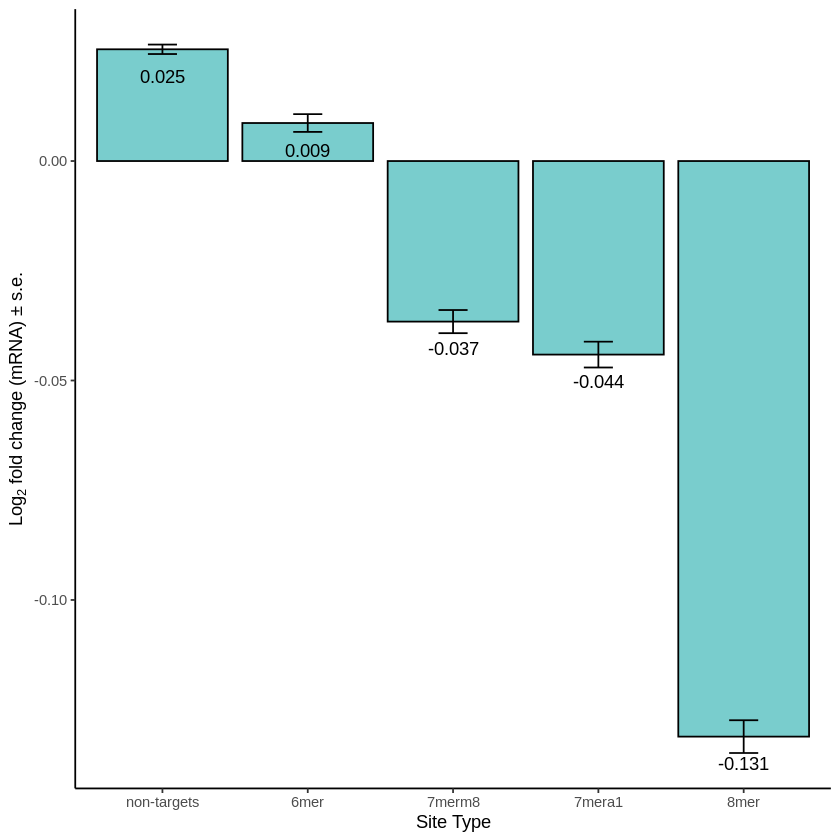 0.025
0.009
0.00
-0.037
-0.044
-0.05
-0.10
-0.131
Log₂ fold change (mRNA) ± s.e.
non-targets 6mer 7merm8 7mera1 8mer
Site Type